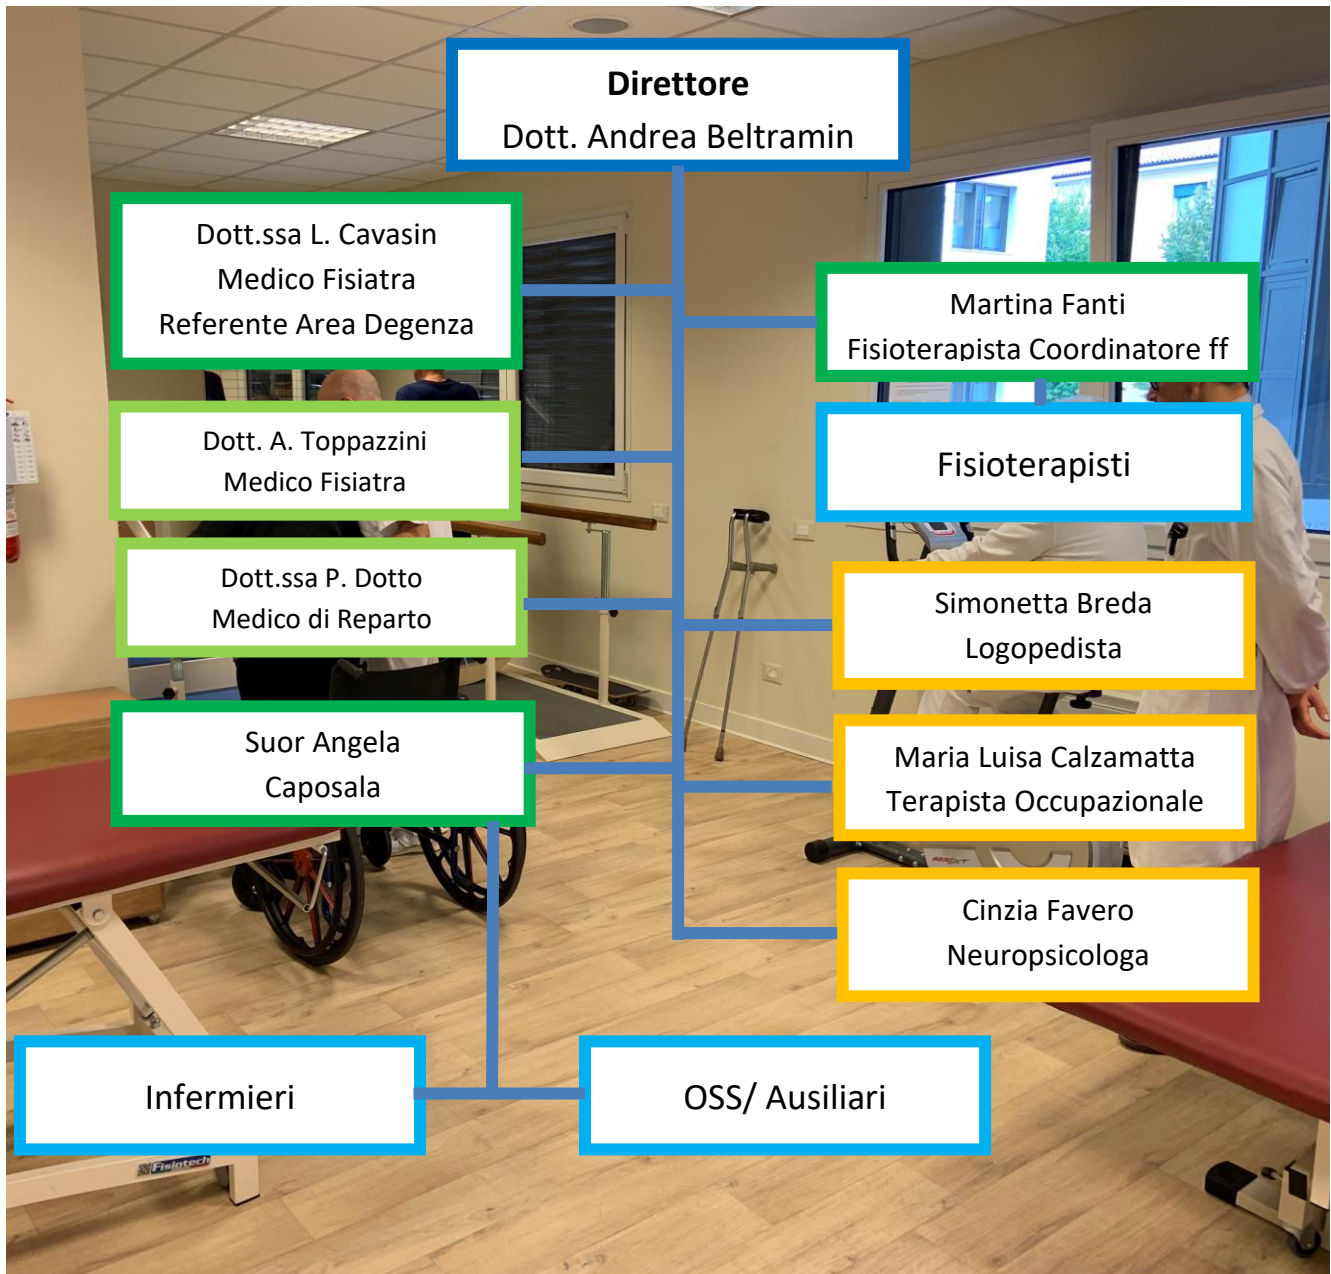 Direttore
Dott. Andrea Beltramin
Dott.ssa L. Cavasin
Medico Fisiatra
Referente Area Degenza
Martina Fanti
Fisioterapista Coordinatore ff
Dott. A. Toppazzini
Medico Fisiatra
Fisioterapisti
Dott.ssa P. Dotto
Medico di Reparto
Simonetta Breda
Logopedista
Suor Angela
Caposala
Maria Luisa Calzamatta
Terapista Occupazionale
Cinzia Favero
Neuropsicologa
Infermieri
OSS/ Ausiliari
Fisiotech